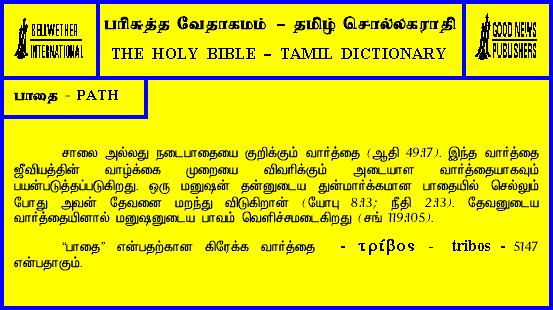 BELLWETHER
INTERNATIONAL
பரிசுத்த வேதாகமம் – தமிழ் சொல்லகராதி
THE HOLY BIBLE – TAMIL DICTIONARY
GOOD NEWS
PUBLISHERS
பாதை - PATH
சாலை அல்லது நடைபாதையை குறிக்கும் வார்த்தை (ஆதி 49:17). இந்த வார்த்தை
ஜீவியத்தின் வாழ்க்கை முறையை விவரிக்கும் அடையாள வார்த்தையாகவும்
பயன்படுத்தப்படுகிறது. ஒரு மனுஷன் தன்னுடைய துன்மார்க்கமான பாதையில் செல்லும்
போது அவன் தேவனை மறந்து விடுகிறான் (யோபு 8:13; நீதி 2:13). தேவனுடைய
வார்த்தையினால் மனுஷனுடைய பாவம் வெளிச்சமடைகிறது (சங் 119:105).
“பாதை” என்பதற்கான கிரேக்க வார்த்தை - τρίβος - tribos - 5147
என்பதாகும்.